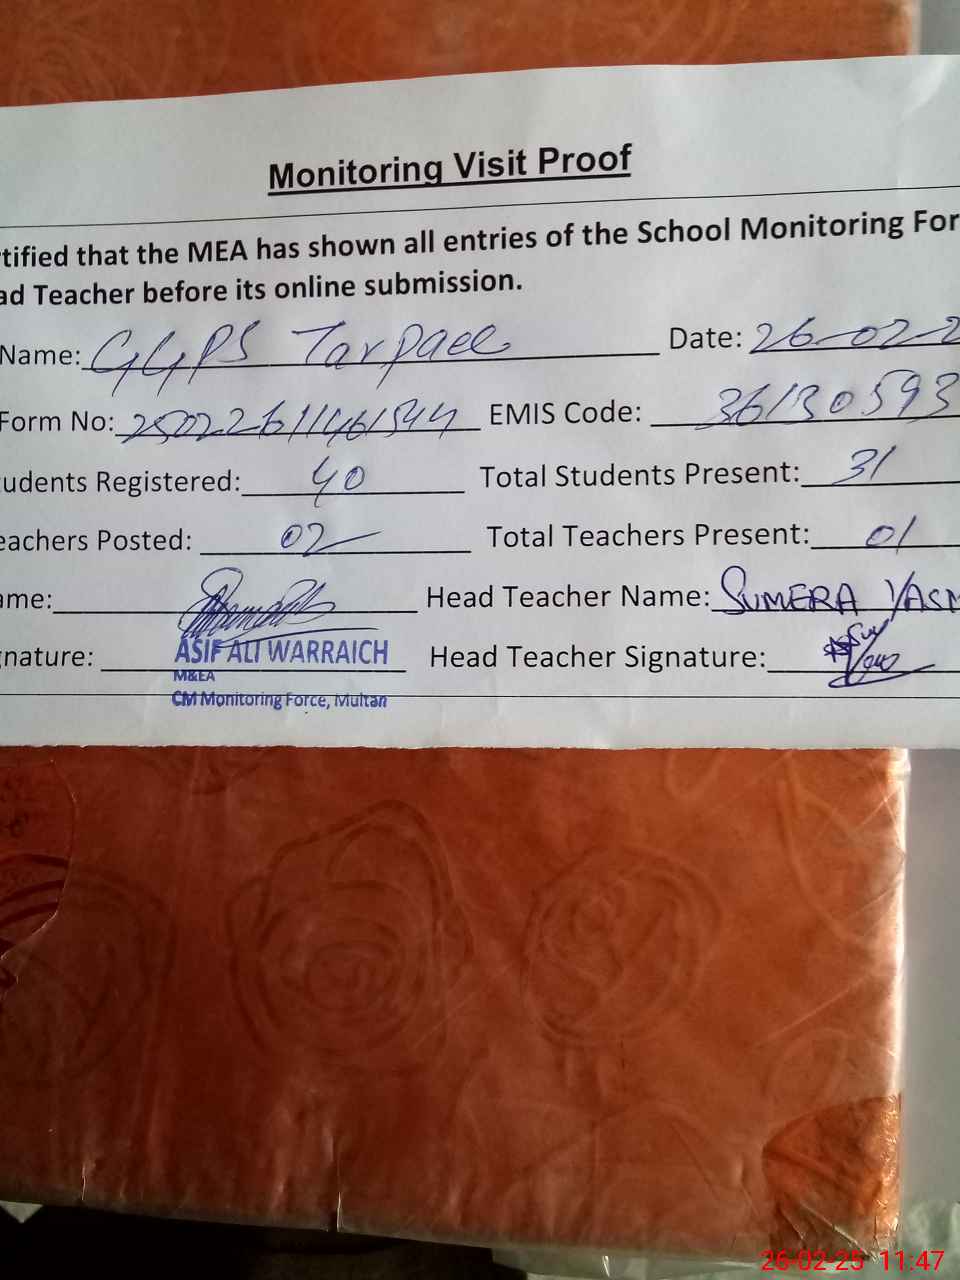 Monitoring Visit Proof
rtified that the MEA has shown all entries of the School Monitoring For
ad Teacher before its online submission.
Name: GGPS Tarpaee Date: 26-02-2
Form No: EMIS Code: 36130593
udents Registered: 40 Total Students Present: 31
eachers Posted: 02 Total Teachers Present: 01
ame: Head Teacher Name: SUMERA YASM
gnature: ASIF ALI WARRAICH Head Teacher Signature:
M&EA
CM Monitoring Force, Multan
26-02-25 11:47